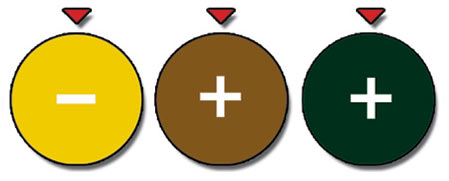 − + +